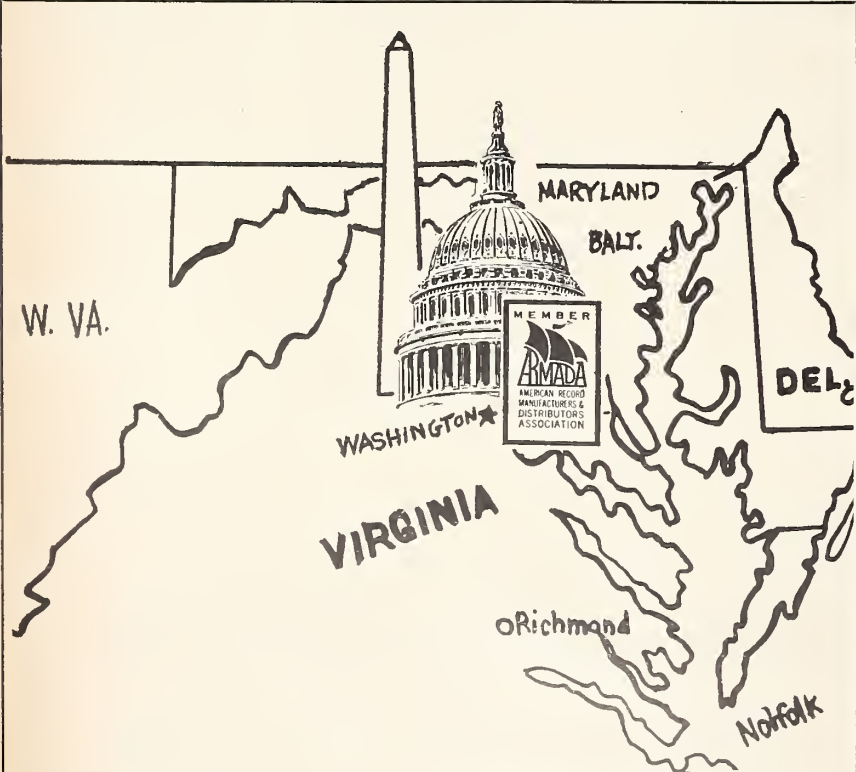 MARYLAND
BALT.
W. VA.
MEMBER
ARMADA
AMERICAN RECORD
MANUFACTURERS &
DISTRIBUTORS
ASSOCIATION
DEL.
WASHINGTON
VIRGINIA
Richmond
Norfolk